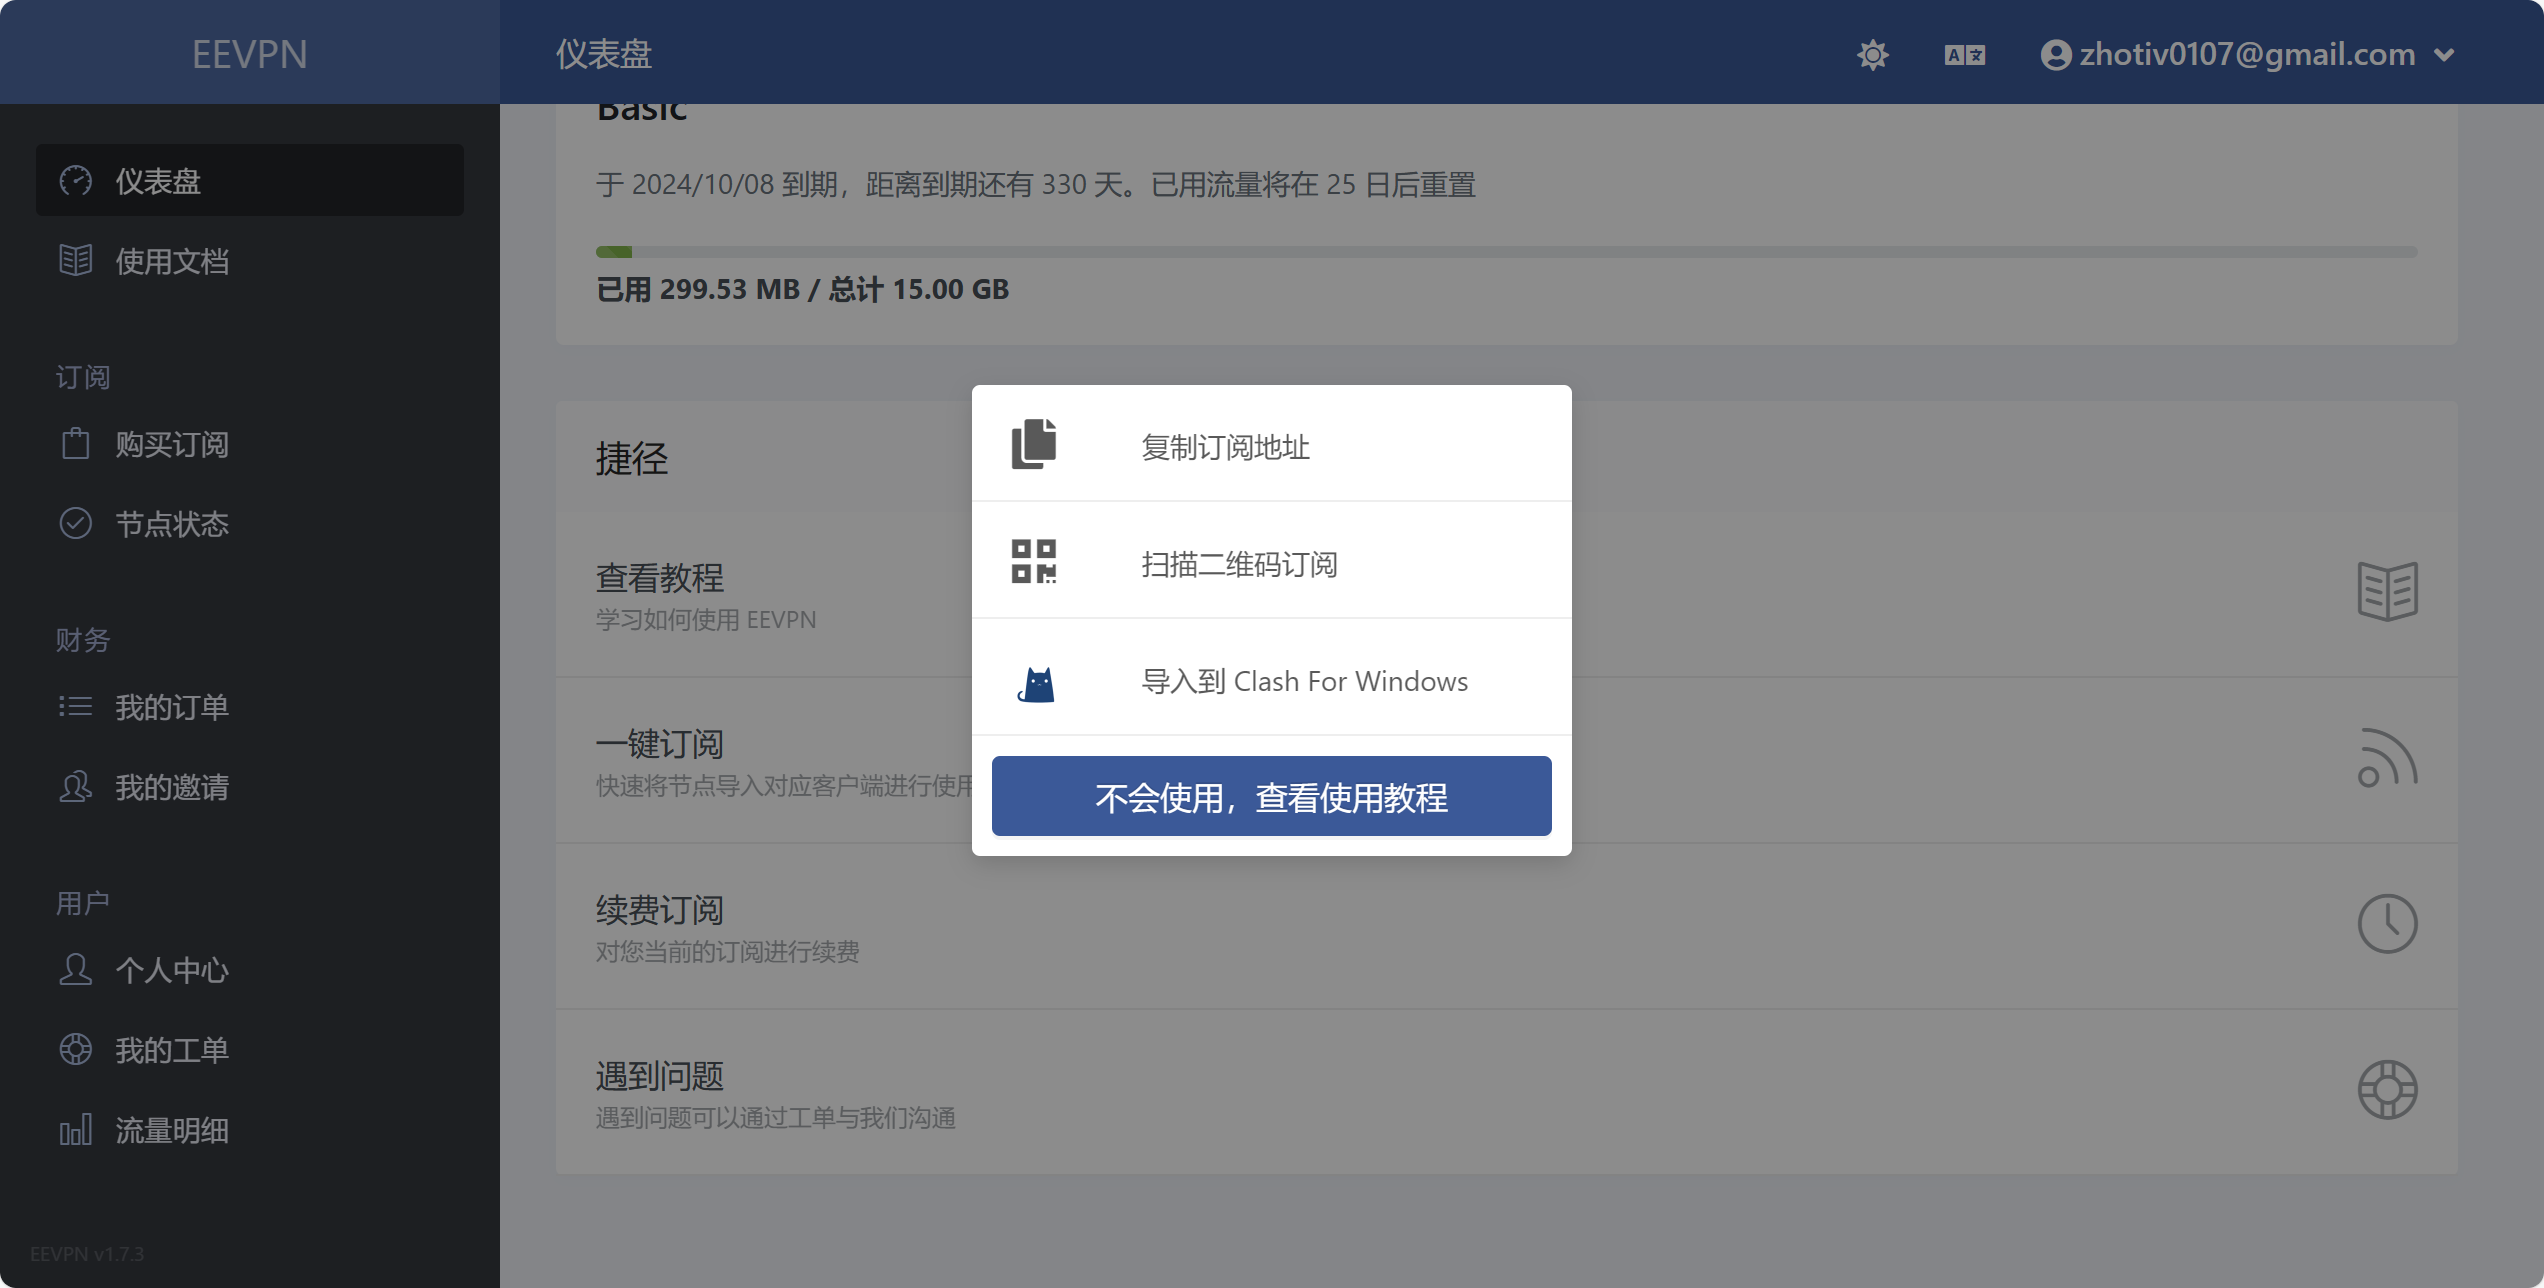 EEVPN
仪表盘
zhotiv0107@gmail.com
仪表盘
使用文档
订阅
购买订阅
节点状态
财务
我的订单
我的邀请
用户
个人中心
我的工单
流量明细
EEVPN v1.7.3
Basic
于 2024/10/08 到期，距离到期还有 330 天。已用流量将在 25 日后重置
已用 299.53 MB / 总计 15.00 GB
捷径
查看教程
学习如何使用 EEVPN
一键订阅
快速将节点导入对应客户端进行使用
续费订阅
对您当前的订阅进行续费
遇到问题
遇到问题可以通过工单与我们沟通
复制订阅地址
扫描二维码订阅
导入到 Clash For Windows
不会使用，查看使用教程